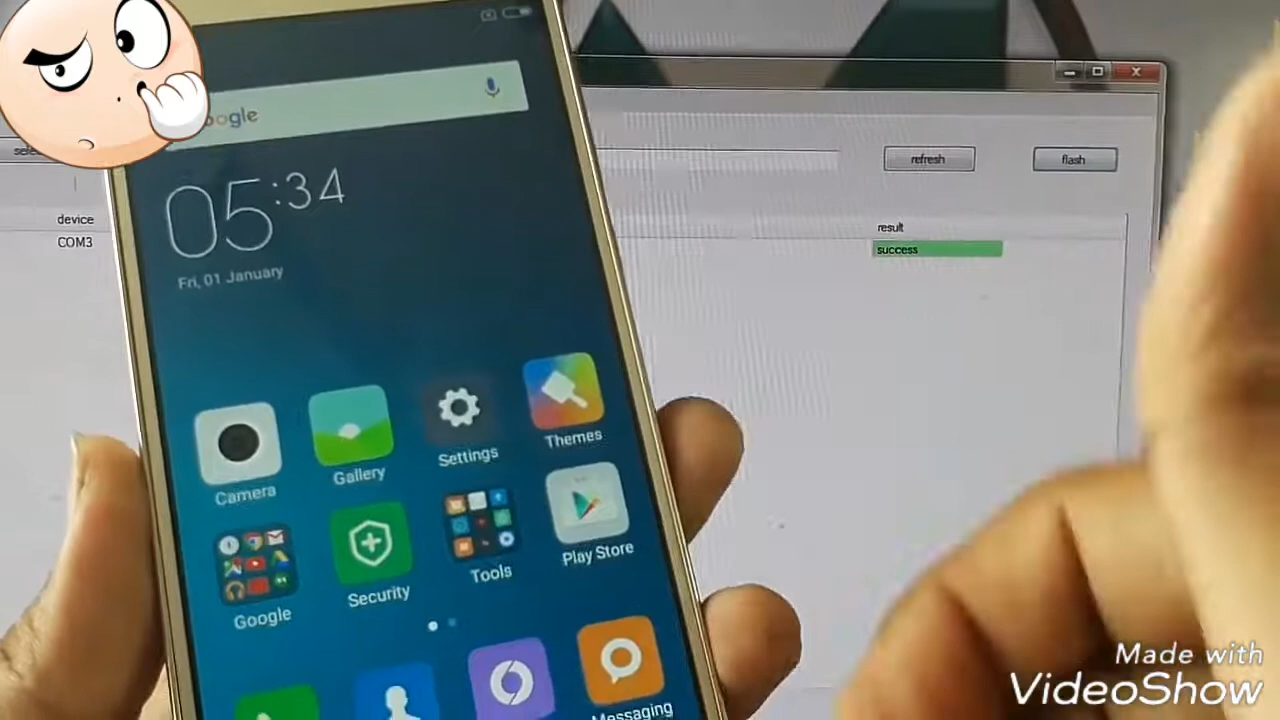 Google
refresh
flash
05:34
device
result
COM3
success
Fri, 01 January
Camera
Gallery
Settings
Themes
Google
Security
Tools
Play Store
Messaging
Made with
VideoShow